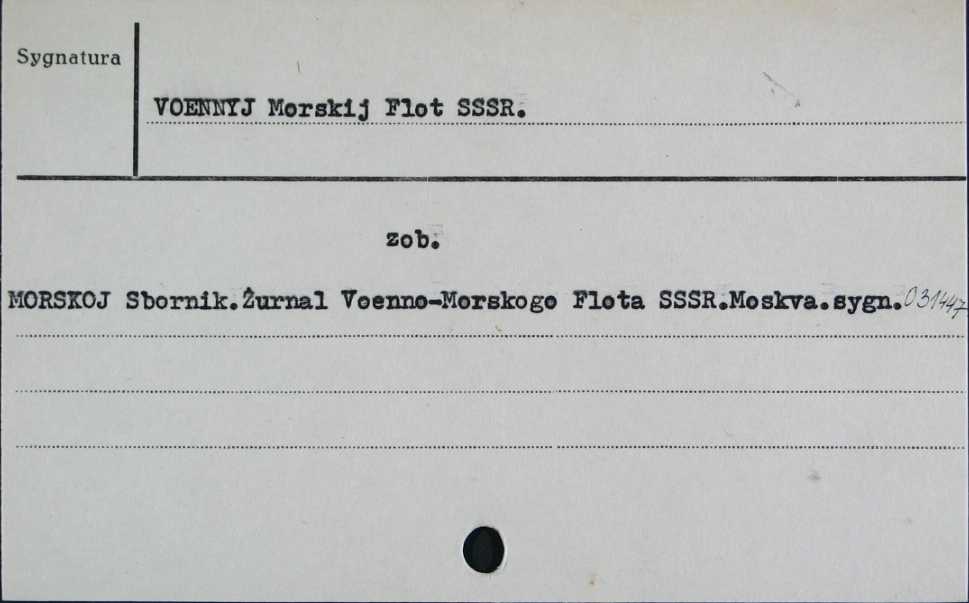 Sygnatura
VOENNYJ Morskij Flot SSSR.
zob.
MORSKOJ Sbornik.Žurnal Voenno-Morskogo Flota SSSR.Moskva.sygn.031447